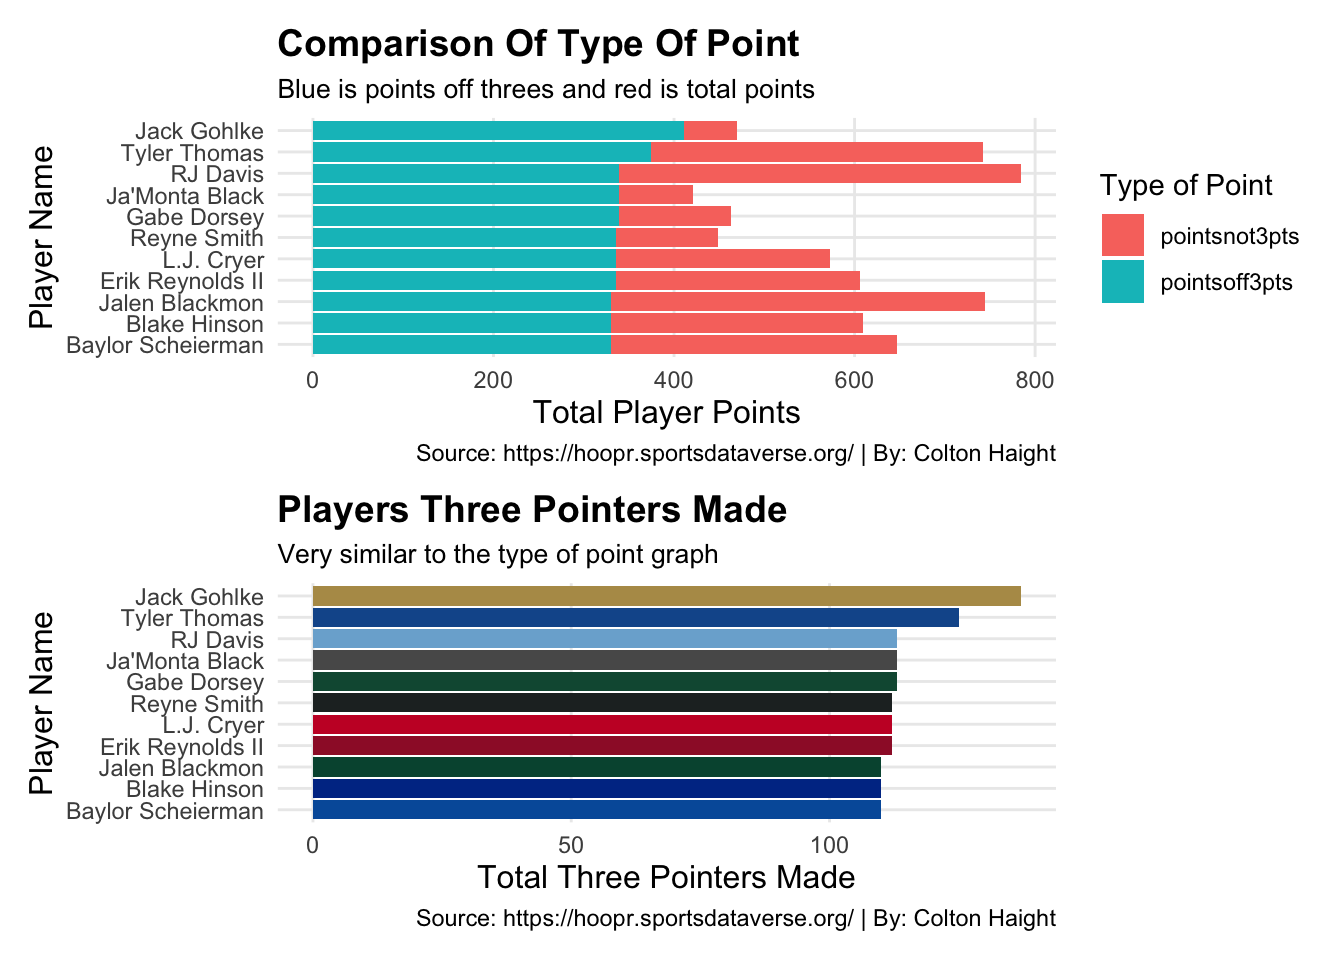 Comparison Of Type Of Point
Blue is points off threes and red is total points
Player Name
Jack Gohlke
Tyler Thomas
RJ Davis
Ja'Monta Black
Gabe Dorsey
Reyne Smith
L.J. Cryer
Erik Reynolds II
Jalen Blackmon
Blake Hinson
Baylor Scheierman
0 200 400 600 800
Total Player Points
Type of Point
pointsnot3pts
pointsoff3pts
Source: https://hoopr.sportsdataverse.org/ | By: Colton Haight
Players Three Pointers Made
Very similar to the type of point graph
Player Name
Jack Gohlke
Tyler Thomas
RJ Davis
Ja'Monta Black
Gabe Dorsey
Reyne Smith
L.J. Cryer
Erik Reynolds II
Jalen Blackmon
Blake Hinson
Baylor Scheierman
0 50 100
Total Three Pointers Made
Source: https://hoopr.sportsdataverse.org/ | By: Colton Haight